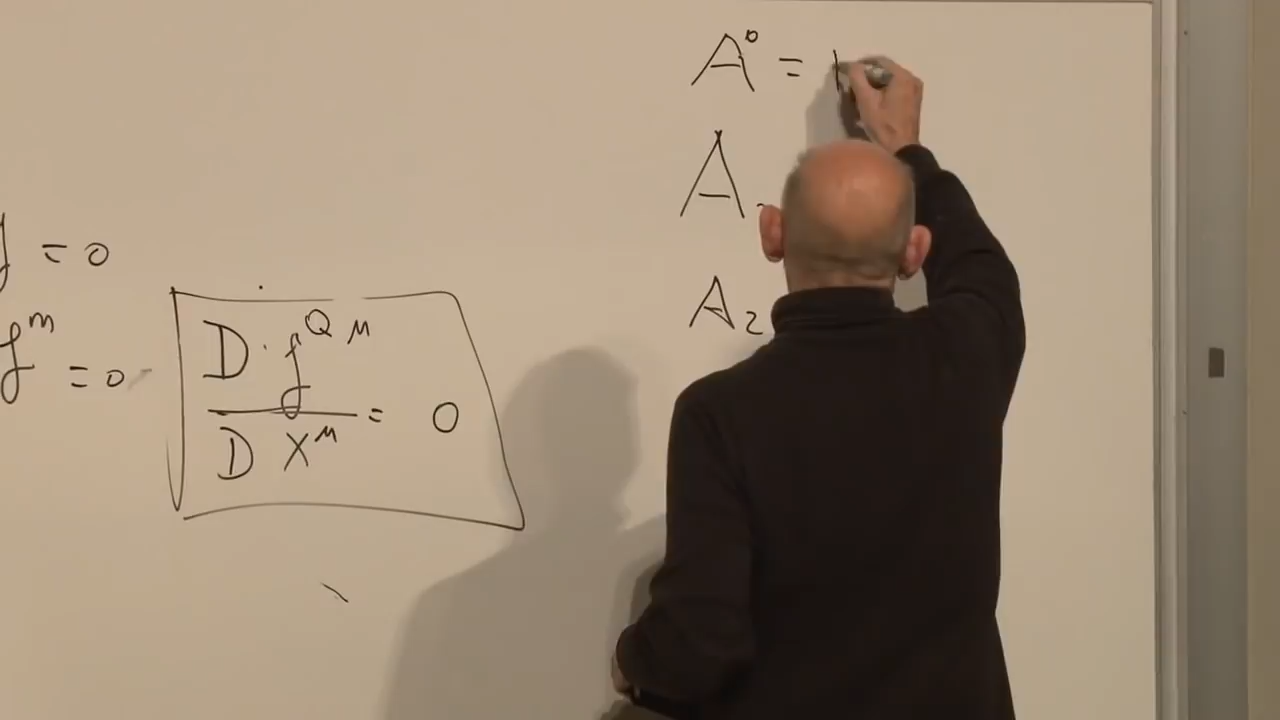 = 0
f^m = 0
D · f^{Q μ}
D X^μ = 0
A^0 =
A
A_2